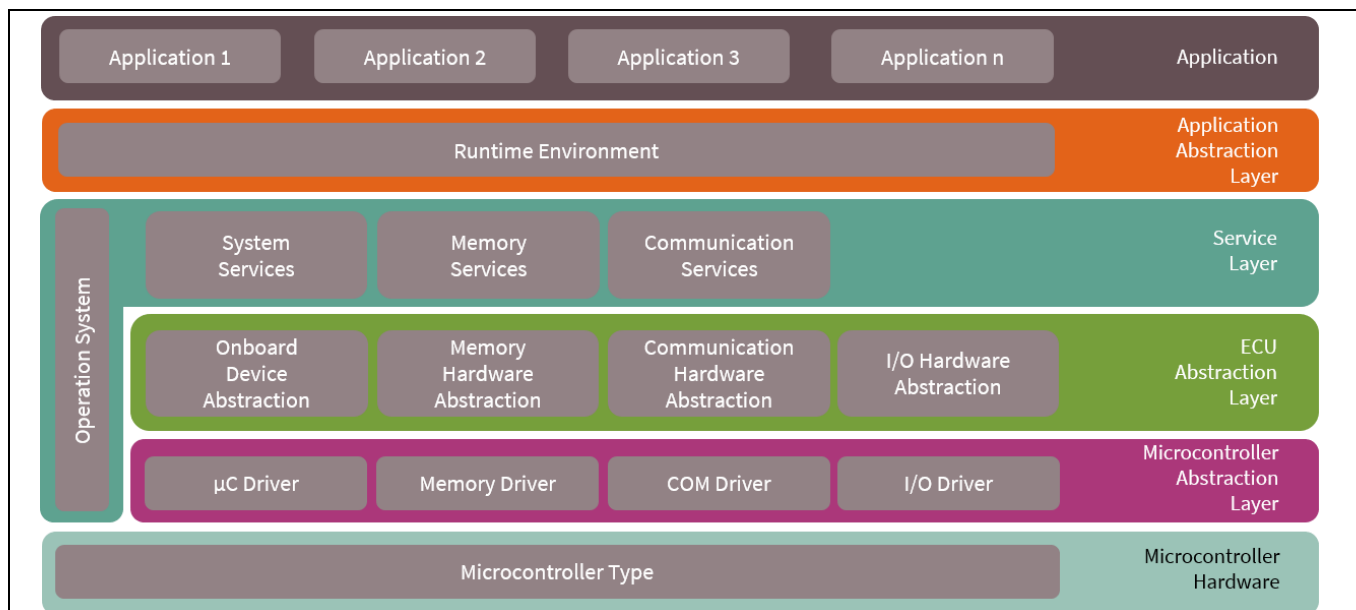 Application 1
Application 2
Application 3
Application n
Application
Runtime Environment
Application
Abstraction
Layer
Operation System
System
Services
Memory
Services
Communication
Services
Service
Layer
Onboard
Device
Abstraction
Memory
Hardware
Abstraction
Communication
Hardware
Abstraction
I/O Hardware
Abstraction
ECU
Abstraction
Layer
µC Driver
Memory Driver
COM Driver
I/O Driver
Microcontroller
Abstraction
Layer
Microcontroller Type
Microcontroller
Hardware